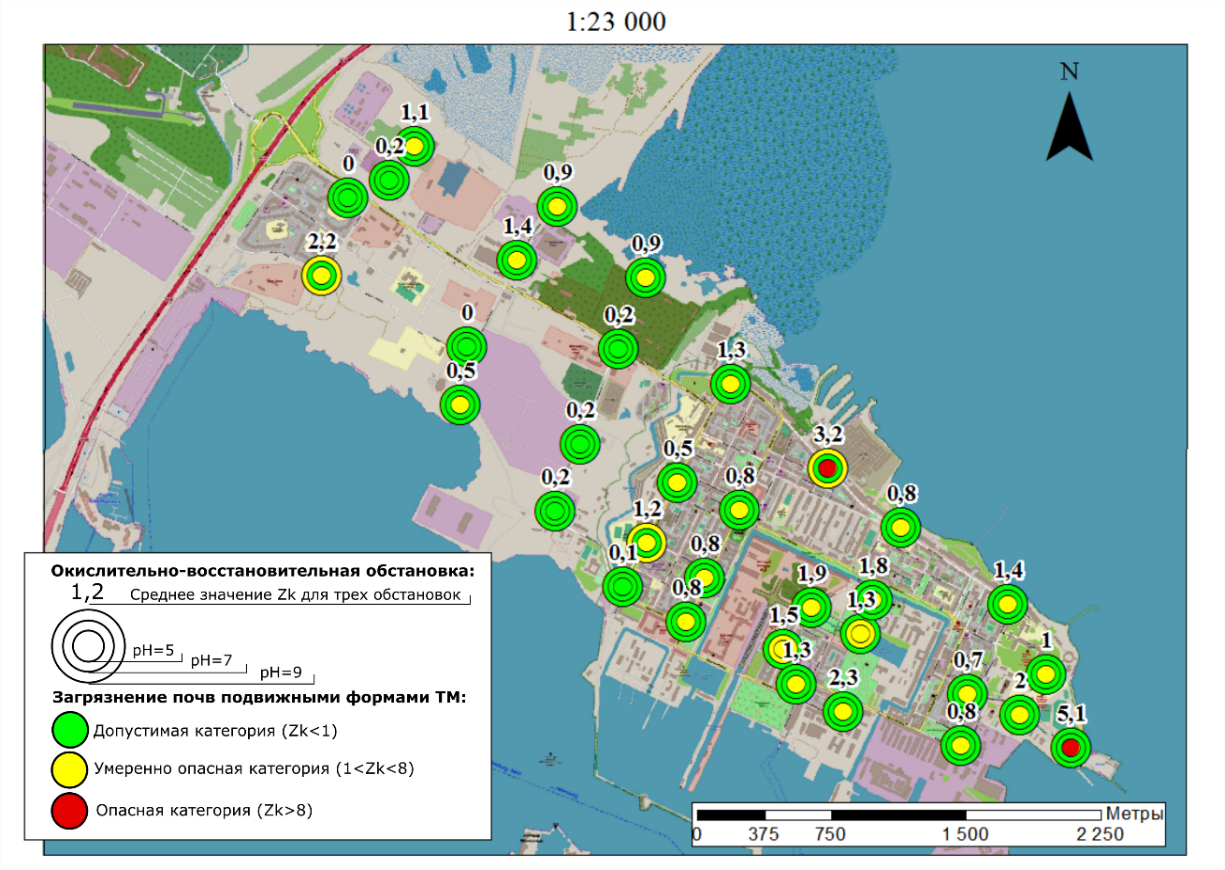 1:23 000
N
1,1
0,2
0
0,9
1,4
2,2
0,9
0
0,2
1,3
0,5
0,2
3,2
0,5
0,8
0,2
0,8
1,2
0,1
0,8
0,8
1,9
1,8
1,4
1,3
1,5
1,3
1
0,7
2,3
2
0,8
5,1
Окислительно-восстановительная обстановка:
1,2 Среднее значение Zk для трех обстановок
pH=5
pH=7
pH=9
Загрязнение почв подвижными формами ТМ:
Допустимая категория (Zk<1)
Умеренно опасная категория (1<Zk<8)
Опасная категория (Zk>8)
Метры
0 375 750 1 500 2 250